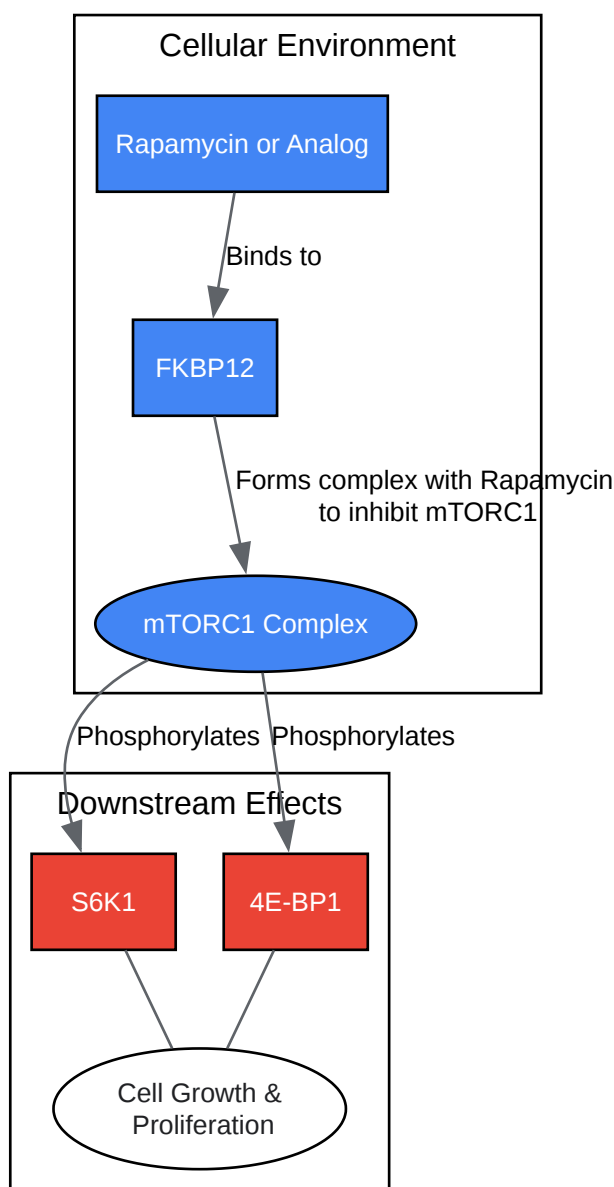 Cellular Environment
Rapamycin or Analog
Binds to
FKBP12
Forms complex with Rapamycin
to inhibit mTORC1
mTORC1 Complex
Phosphorylates
Phosphorylates
Downstream Effects
S6K1
4E-BP1
Cell Growth &
Proliferation